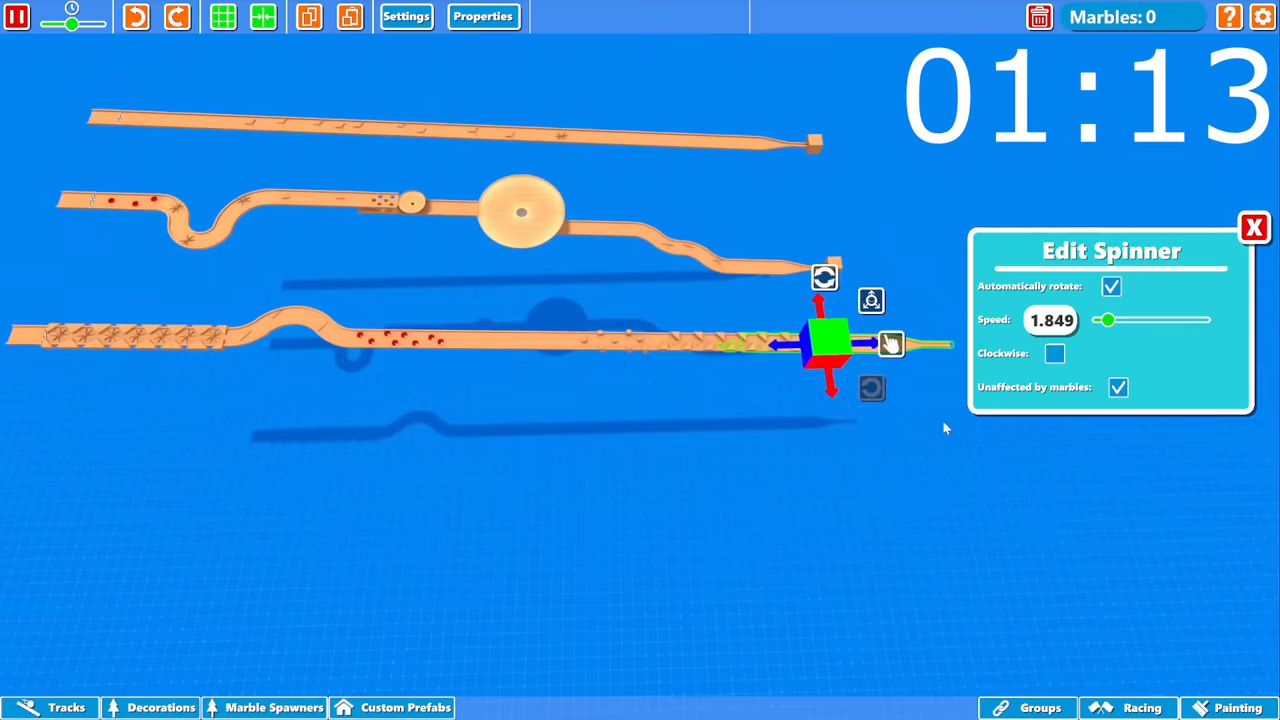 Settings
Properties
Marbles: 0
?
01:13
X
Edit Spinner
Automatically rotate:
Speed: 1.849
Clockwise:
Unaffected by marbles:
Tracks
Decorations
Marble Spawners
Custom Prefabs
Groups
Racing
Painting